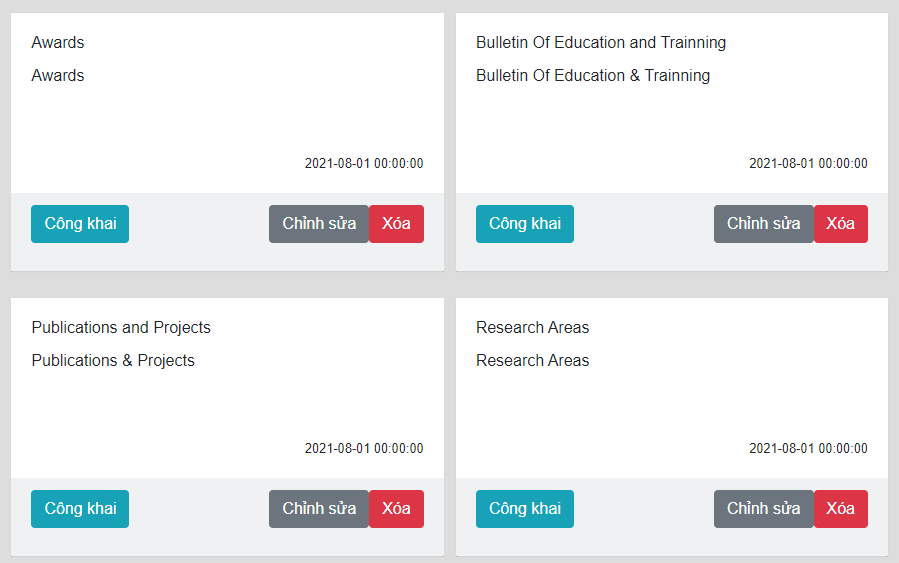 Awards
Awards
2021-08-01 00:00:00
Công khai
Chỉnh sửa
Xóa
Bulletin Of Education and Trainning
Bulletin Of Education & Trainning
2021-08-01 00:00:00
Công khai
Chỉnh sửa
Xóa
Publications and Projects
Publications & Projects
2021-08-01 00:00:00
Công khai
Chỉnh sửa
Xóa
Research Areas
Research Areas
2021-08-01 00:00:00
Công khai
Chỉnh sửa
Xóa